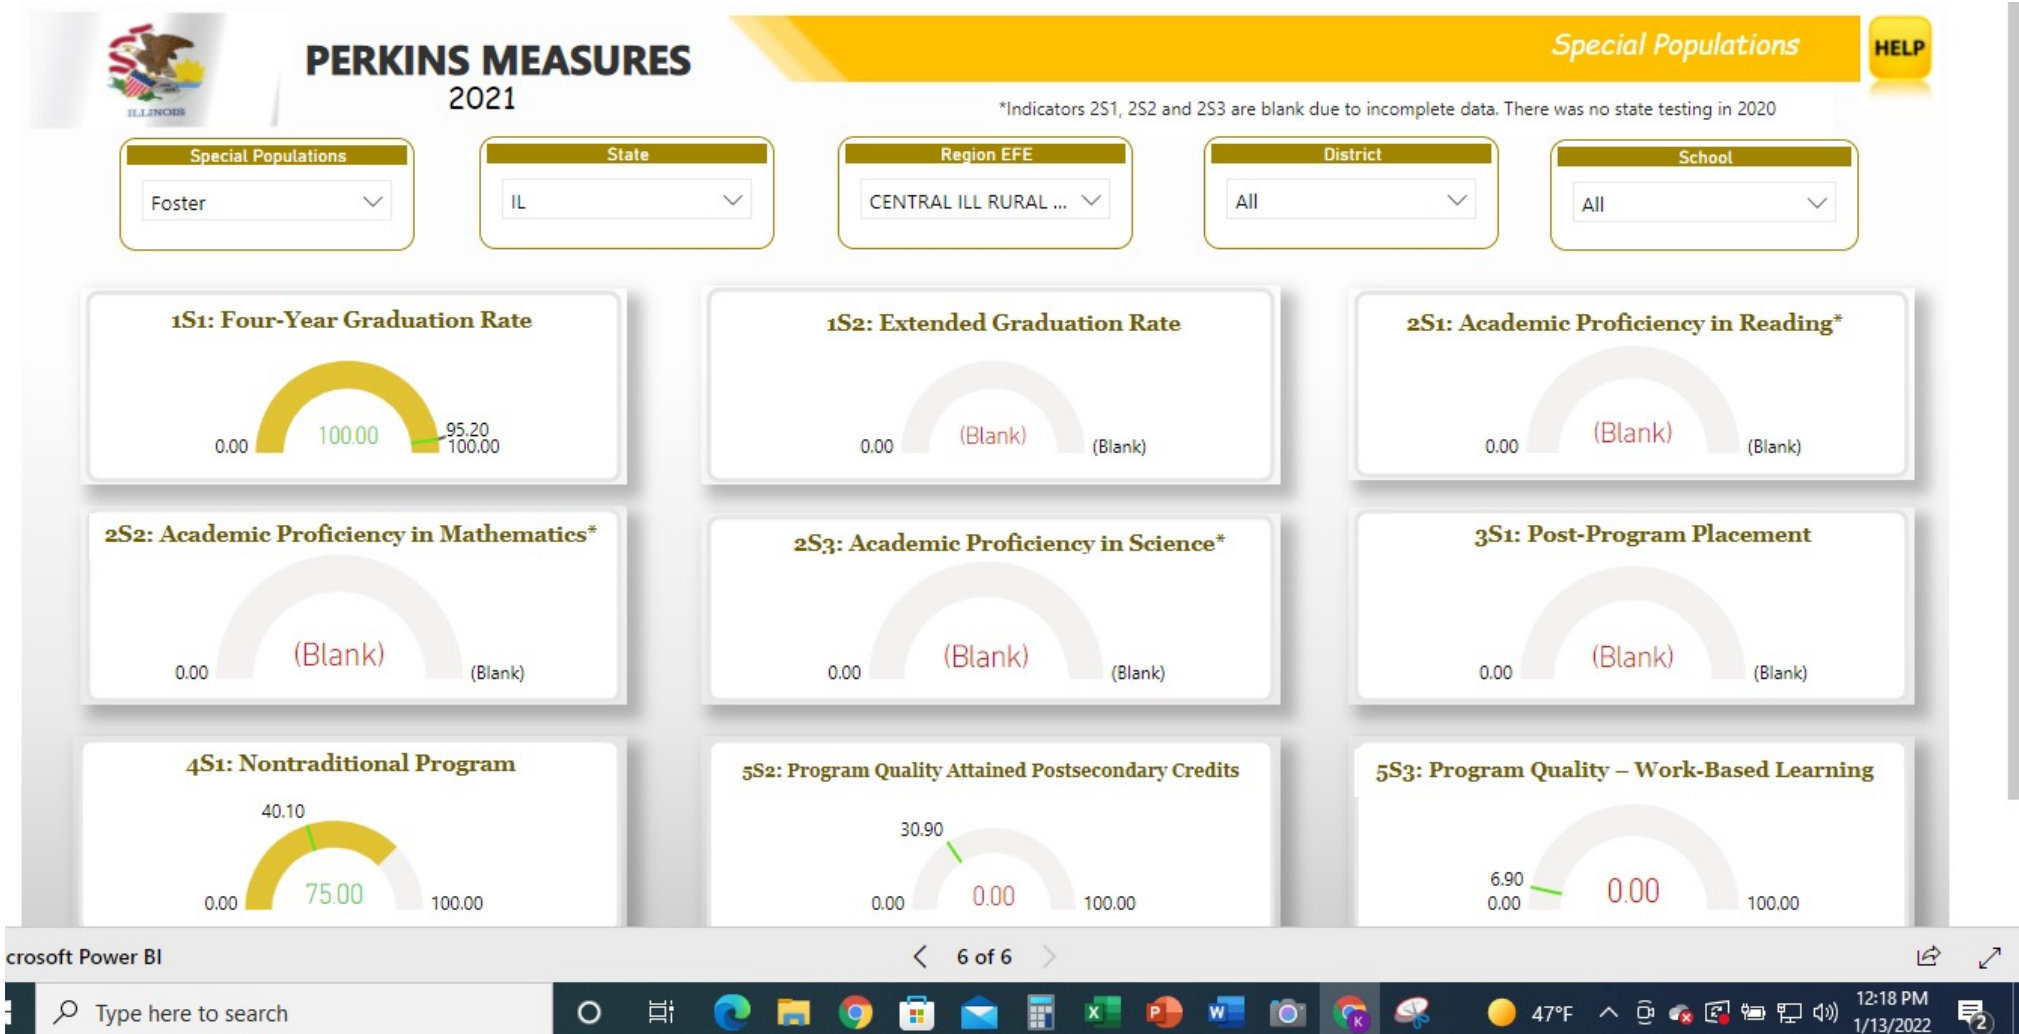 ILLINOIS
PERKINS MEASURES
2021
Special Populations
HELP
*Indicators 2S1, 2S2 and 2S3 are blank due to incomplete data. There was no state testing in 2020
Special Populations
Foster
State
IL
Region EFE
CENTRAL ILL RURAL ...
District
All
School
All
1S1: Four-Year Graduation Rate
0.00
100.00
95.20
100.00
1S2: Extended Graduation Rate
0.00
(Blank)
(Blank)
2S1: Academic Proficiency in Reading*
0.00
(Blank)
(Blank)
2S2: Academic Proficiency in Mathematics*
0.00
(Blank)
(Blank)
2S3: Academic Proficiency in Science*
0.00
(Blank)
(Blank)
3S1: Post-Program Placement
0.00
(Blank)
(Blank)
4S1: Nontraditional Program
40.10
0.00
75.00
100.00
5S2: Program Quality Attained Postsecondary Credits
30.90
0.00
0.00
100.00
5S3: Program Quality – Work-Based Learning
6.90
0.00
0.00
100.00
crosoft Power BI
6 of 6
Type here to search
X
P
W
K
47°F
12:18 PM
1/13/2022
2